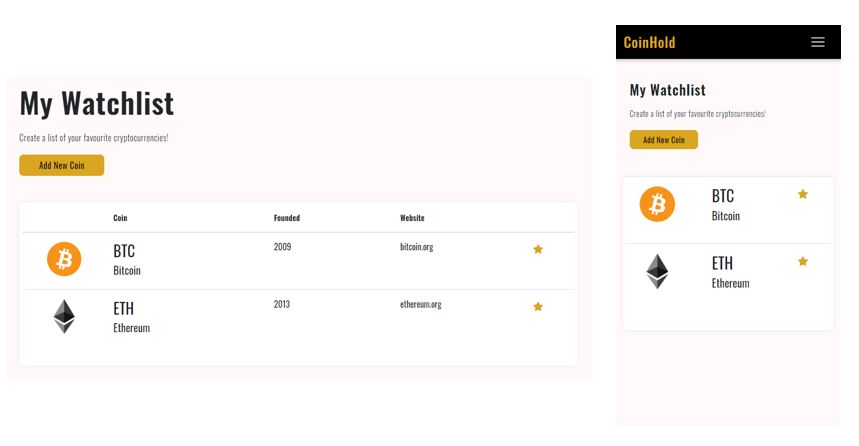 My Watchlist
Create a list of your favourite cryptocurrencies!
Add New Coin
Coin Founded Website
BTC 2009 bitcoin.org
Bitcoin
ETH 2013 ethereum.org
Ethereum
CoinHold
My Watchlist
Create a list of your favourite cryptocurrencies!
Add New Coin
BTC
Bitcoin
ETH
Ethereum